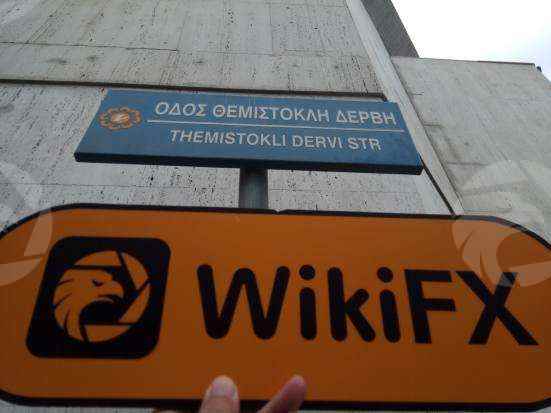 ΟΔΟΣ ΘΕΜΙΣΤΟΚΛΗ ΔΕΡΒΗ
THEMISTOKLI DERVI STR
WikiFX